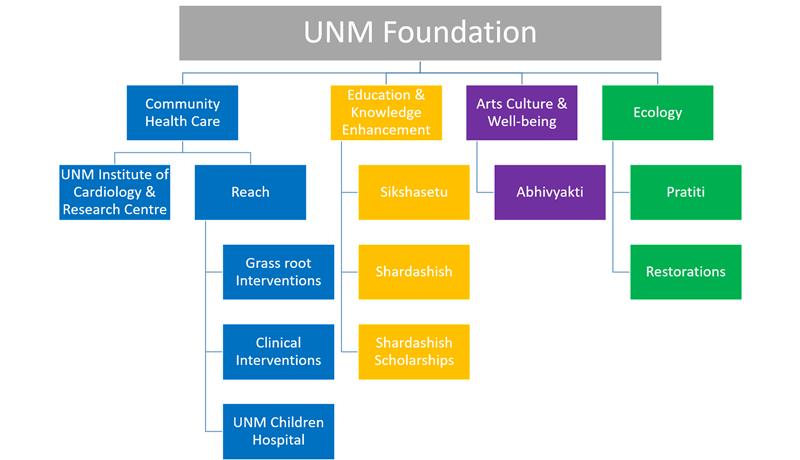 UNM Foundation
Community
Health Care
Education &
Knowledge
Enhancement
Arts Culture &
Well-being
Ecology
UNM Institute of
Cardiology &
Research Centre
Reach
Sikshasetu
Abhivyakti
Pratiti
Grass root
Interventions
Shardashish
Restorations
Clinical
Interventions
Shardashish
Scholarships
UNM Children
Hospital